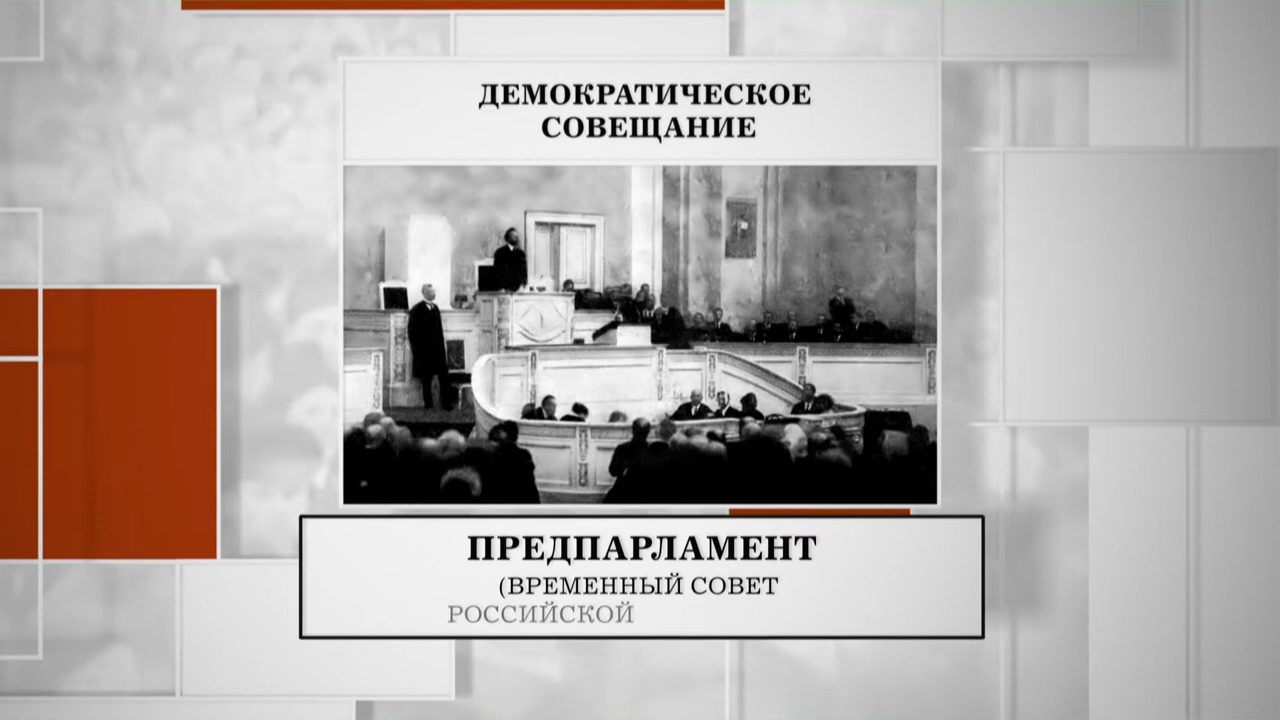 ДЕМОКРАТИЧЕСКОЕ
СОВЕЩАНИЕ
ПРЕДПАРЛАМЕНТ
(ВРЕМЕННЫЙ СОВЕТ
РОССИЙСКОЙ